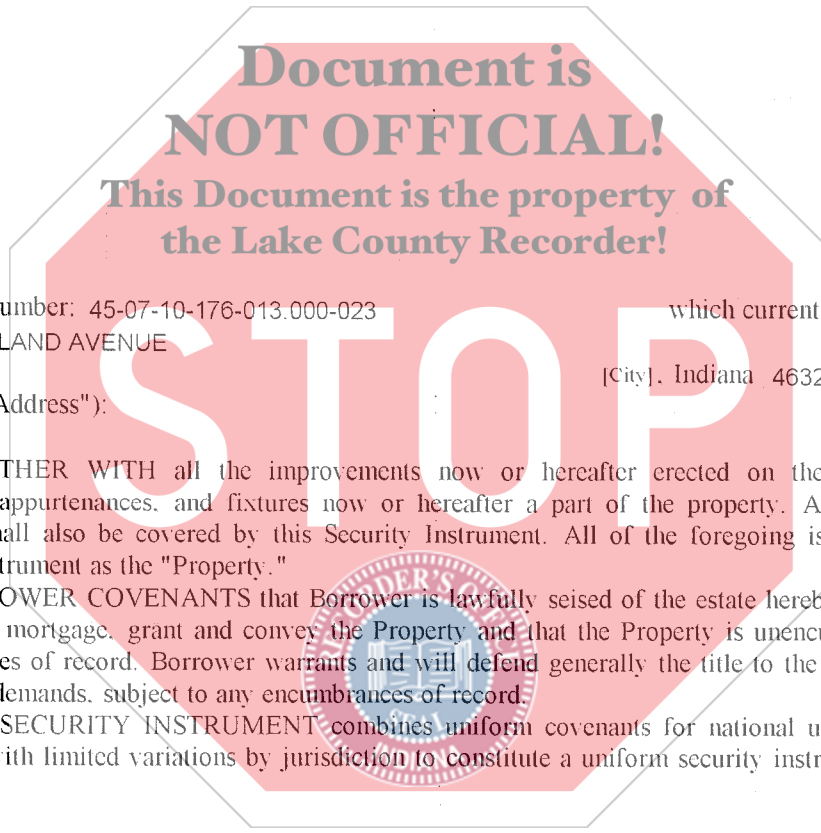 Document is
NOT OFFICIAL!
This Document is the property of
the Lake County Recorder!
umber: 45-07-10-176-013.000-023 which current
LAND AVENUE
[City], Indiana 4632
Address"):
STOP
THER WITH all the improvements now or hereafter erected on the
appurtenances, and fixtures now or hereafter a part of the property. A
all also be covered by this Security Instrument. All of the foregoing is
trument as the "Property."
OWER COVENANTS that Borrower is lawfully seised of the estate hereb
mortgage, grant and convey the Property and that the Property is unencu
es of record. Borrower warrants and will defend generally the title to the
demands, subject to any encumbrances of record.
SECURITY INSTRUMENT combines uniform covenants for national u
ith limited variations by jurisdiction to constitute a uniform security instr
RECORDER'S OFFI
SEAL
INDIANA